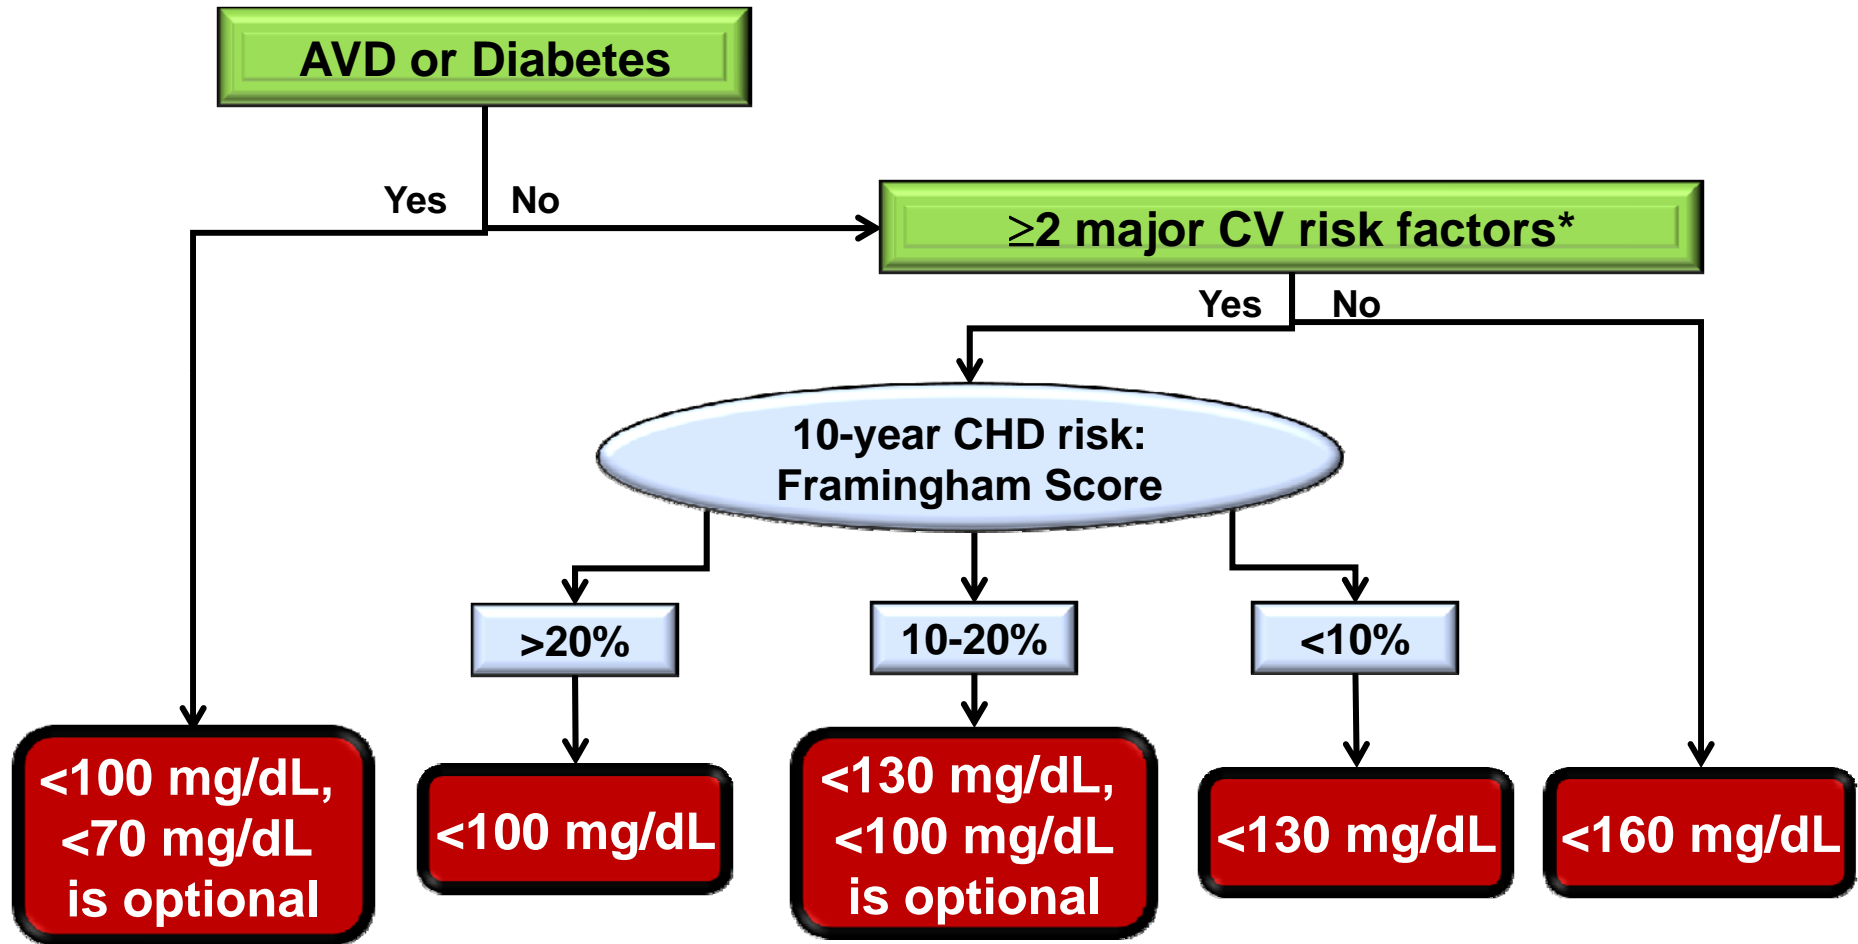 AVD or Diabetes
Yes
No
≥2 major CV risk factors*
Yes
No
10-year CHD risk:
Framingham Score
>20%
10-20%
<10%
<100 mg/dL,
<70 mg/dL
is optional
<100 mg/dL
<130 mg/dL,
<100 mg/dL
is optional
<130 mg/dL
<160 mg/dL